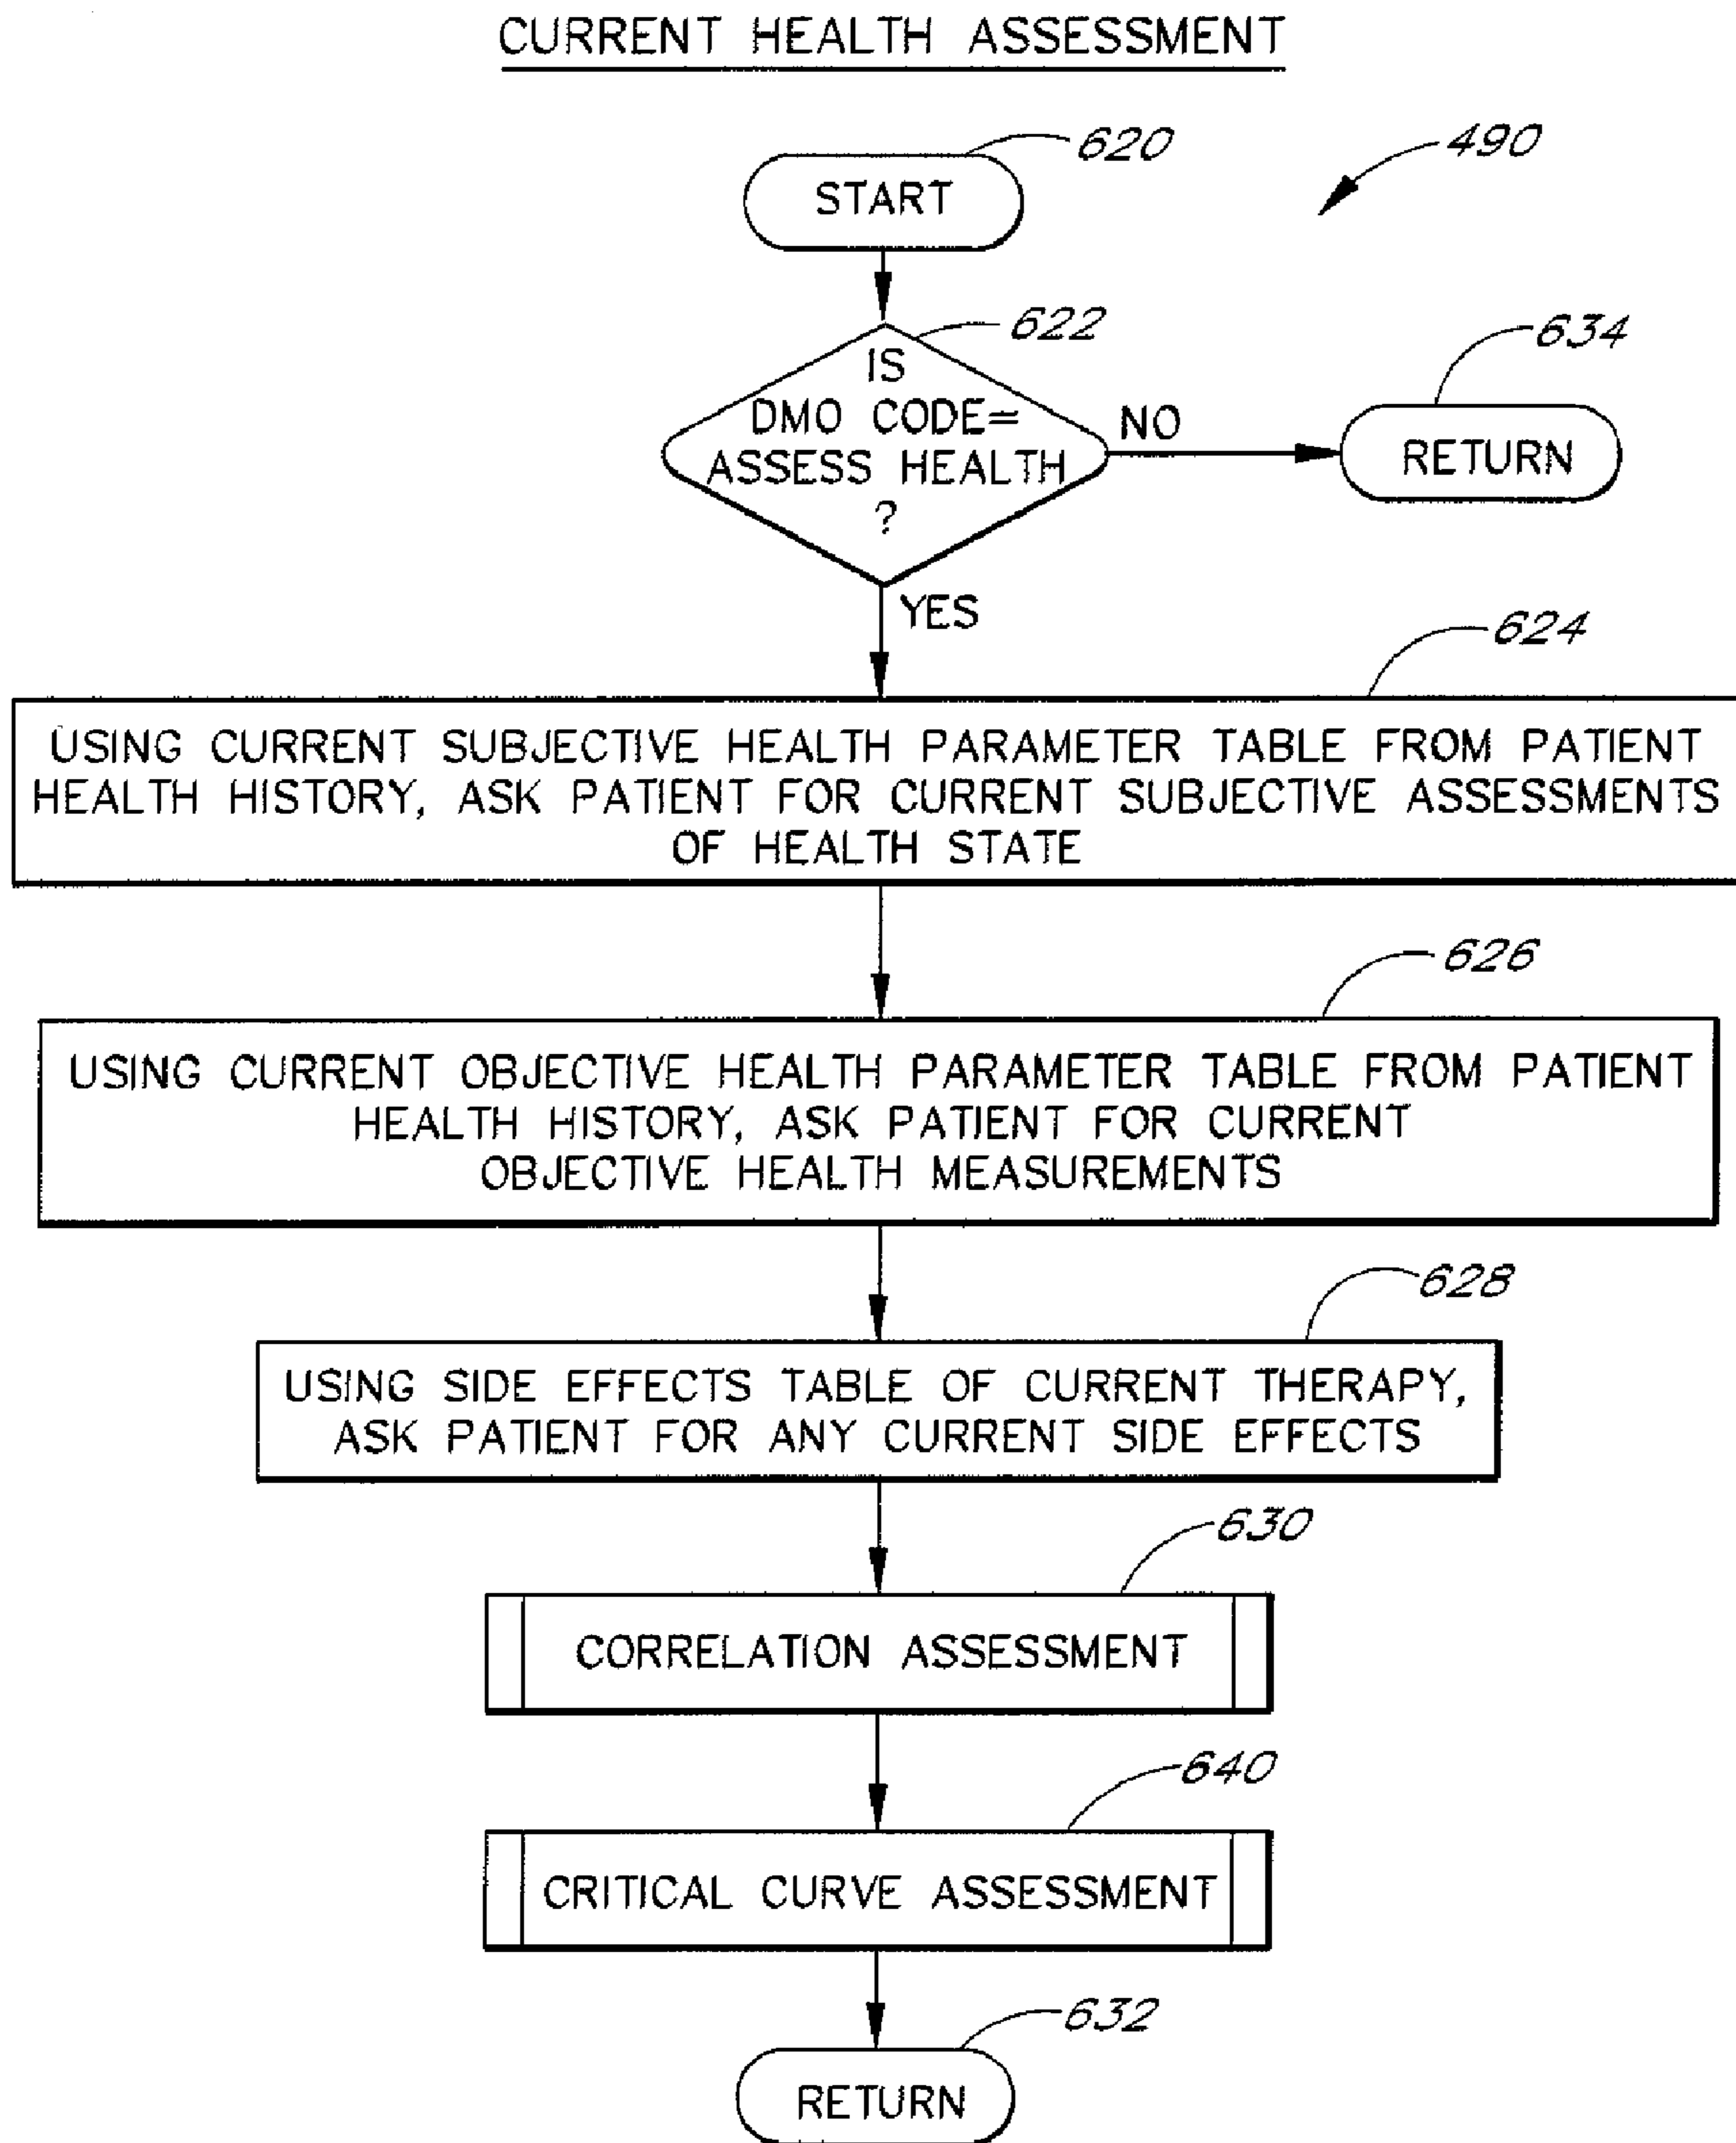 CURRENT HEALTH ASSESSMENT
620
490
START
622
634
IS
DMO CODE=
ASSESS HEALTH
?
NO
RETURN
YES
624
USING CURRENT SUBJECTIVE HEALTH PARAMETER TABLE FROM PATIENT
HEALTH HISTORY, ASK PATIENT FOR CURRENT SUBJECTIVE ASSESSMENTS
OF HEALTH STATE
626
USING CURRENT OBJECTIVE HEALTH PARAMETER TABLE FROM PATIENT
HEALTH HISTORY, ASK PATIENT FOR CURRENT
OBJECTIVE HEALTH MEASUREMENTS
628
USING SIDE EFFECTS TABLE OF CURRENT THERAPY,
ASK PATIENT FOR ANY CURRENT SIDE EFFECTS
630
CORRELATION ASSESSMENT
640
CRITICAL CURVE ASSESSMENT
632
RETURN